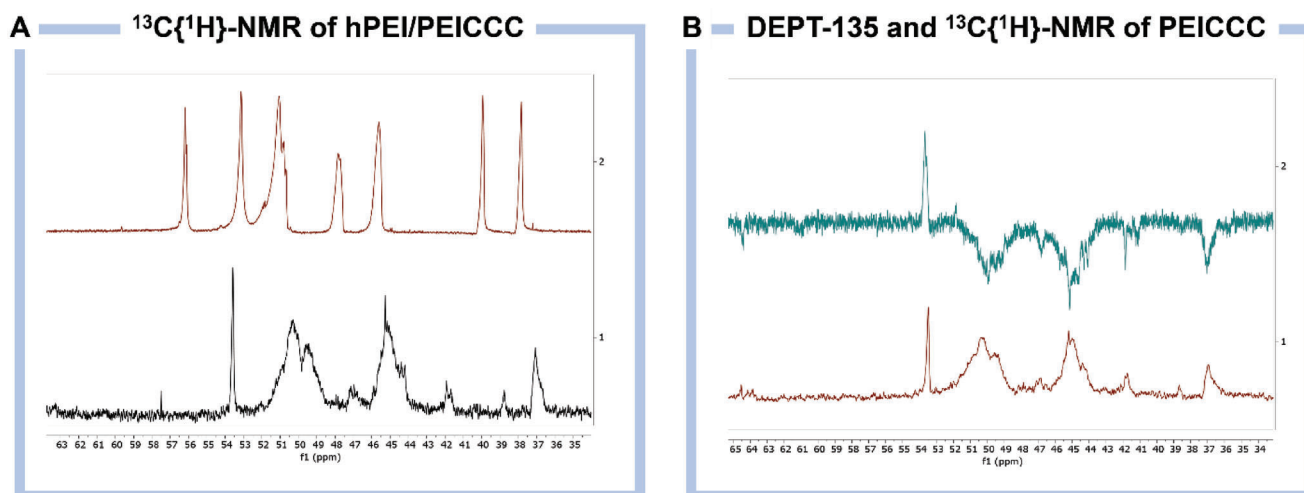 A ¹³C{¹H}-NMR of hPEI/PEICCC
2
1
63 62 61 60 59 58 57 56 55 54 53 52 51 50 49 48 47 46 45 44 43 42 41 40 39 38 37 36 35
f1 (ppm)
B DEPT-135 and ¹³C{¹H}-NMR of PEICCC
2
1
65 64 63 62 61 60 59 58 57 56 55 54 53 52 51 50 49 48 47 46 45 44 43 42 41 40 39 38 37 36 35 34
f1 (ppm)